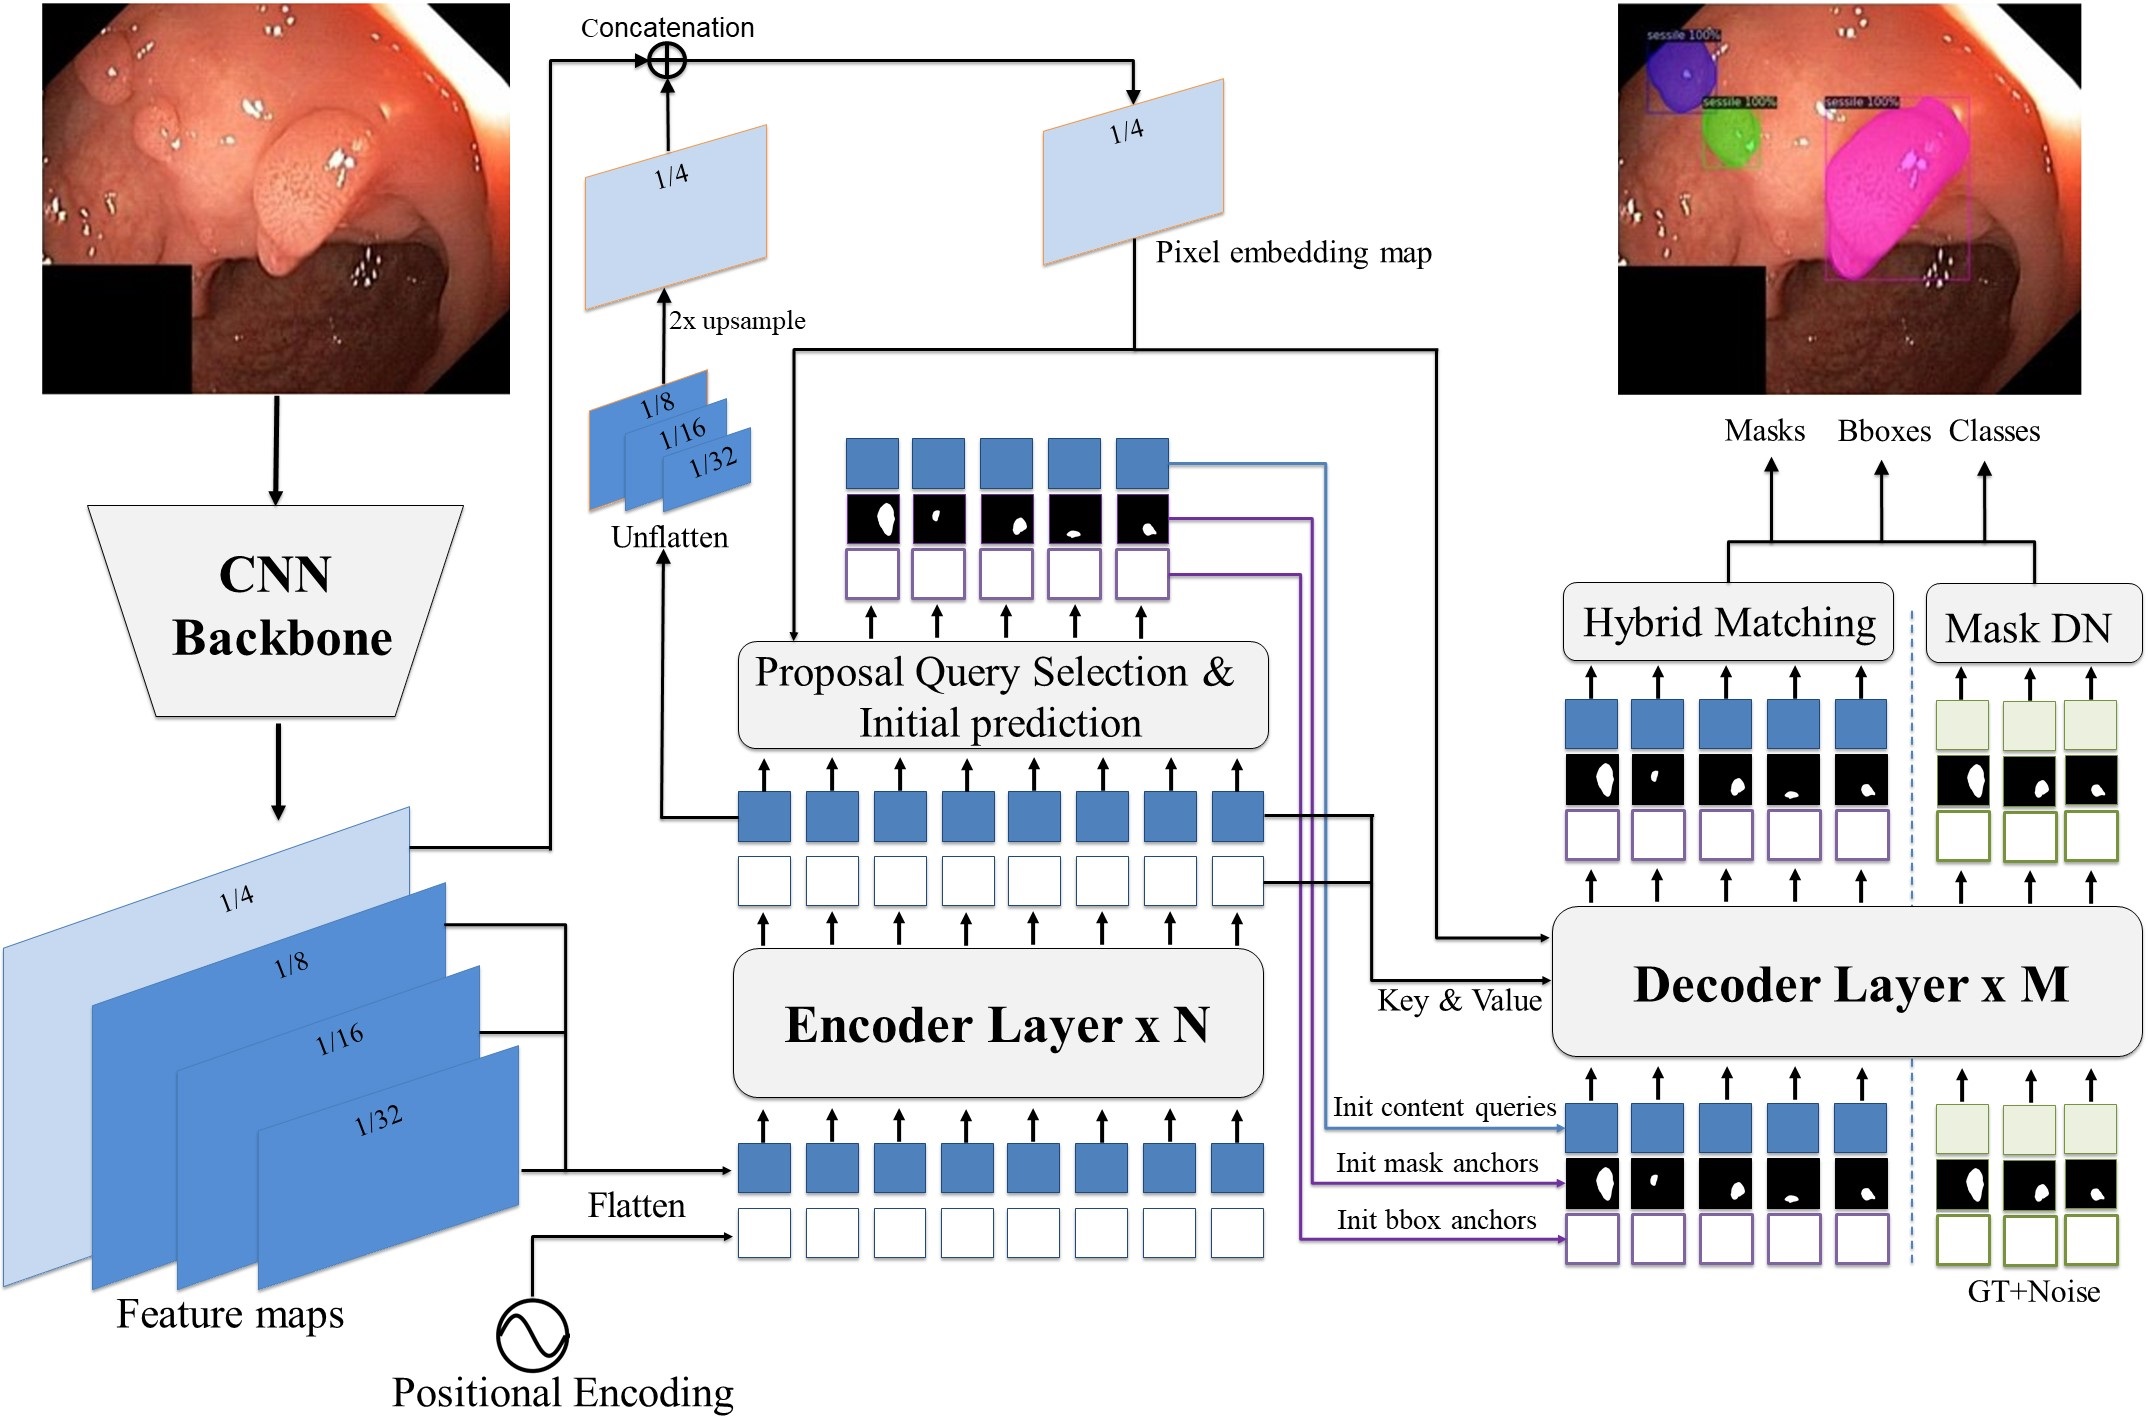 Concatenation
1/4
1/4
Pixel embedding map
2x upsample
1/8
1/16
1/32
Unflatten
sessile 100%
sessile 100%
sessile 100%
Masks
Bboxes
Classes
CNN
Backbone
Hybrid Matching
Mask DN
Proposal Query Selection &
Initial prediction
1/4
1/8
1/16
1/32
Feature maps
Encoder Layer x N
Decoder Layer x M
Key & Value
Init content queries
Init mask anchors
Init bbox anchors
Flatten
GT+Noise
Positional Encoding